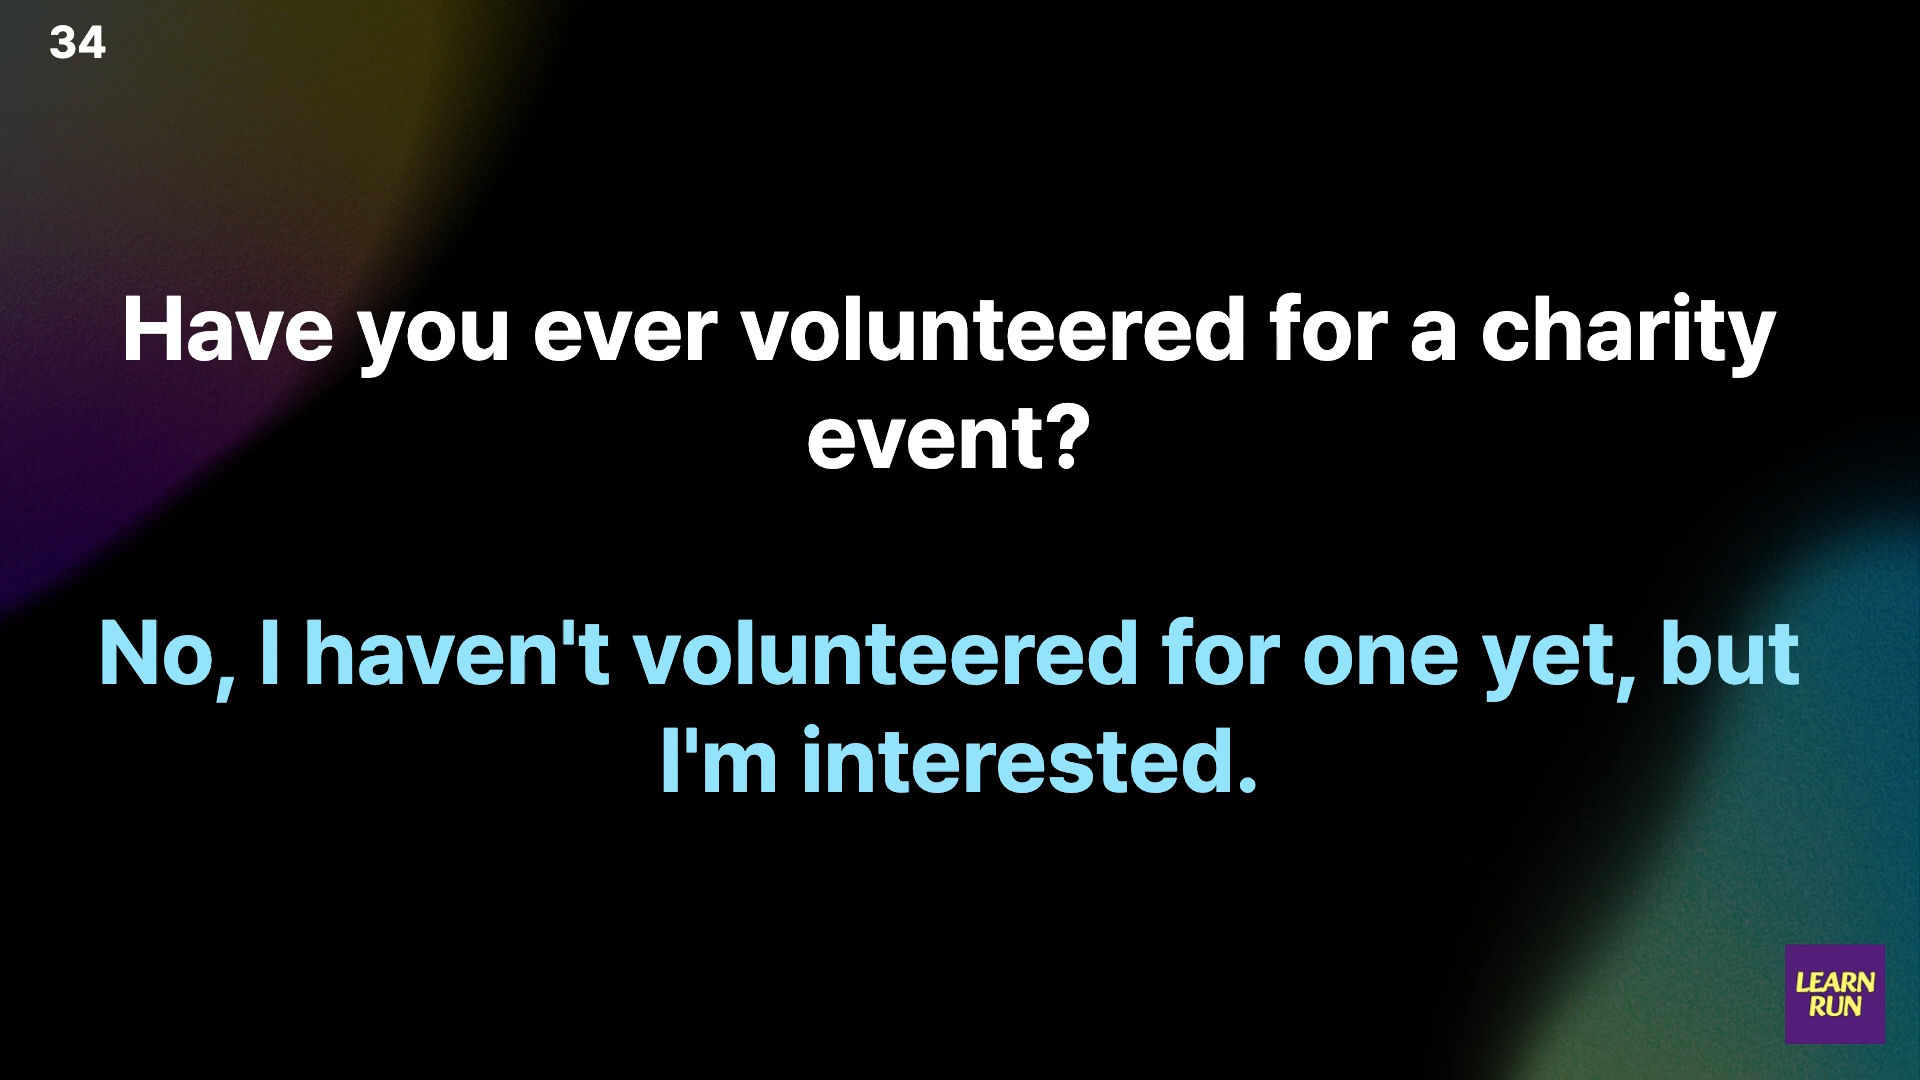 34
Have you ever volunteered for a charity
event?
No, I haven't volunteered for one yet, but
I'm interested.
LEARN
RUN